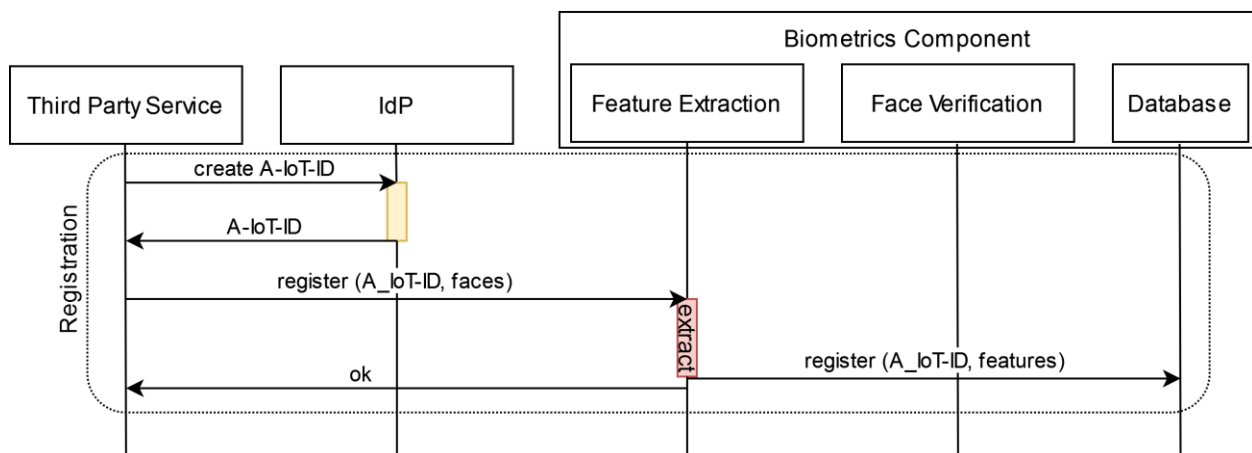 Biometrics Component
Third Party Service
IdP
Feature Extraction
Face Verification
Database
Registration
create A-IoT-ID
A-IoT-ID
register (A_IoT-ID, faces)
extract
register (A_IoT-ID, features)
ok